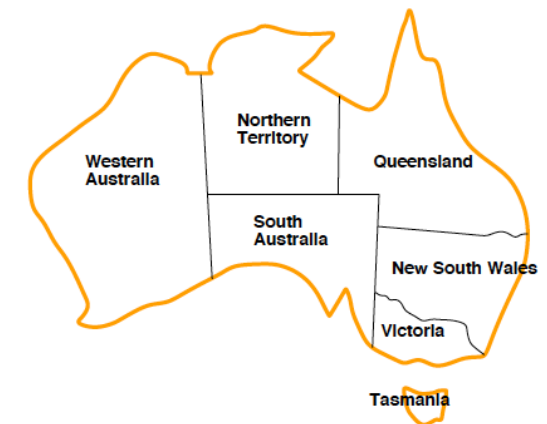 Northern
Territory
Western
Australia
Queensland
South
Australia
New South Wales
Victoria
Tasmania